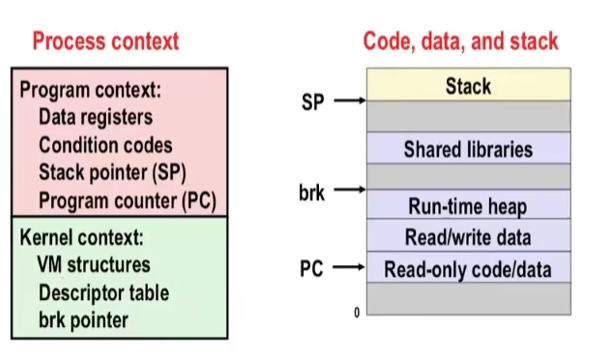 Process context
Program context:
Data registers
Condition codes
Stack pointer (SP)
Program counter (PC)
Kernel context:
VM structures
Descriptor table
brk pointer
Code, data, and stack
SP
Stack
Shared libraries
brk
Run-time heap
Read/write data
PC
Read-only code/data
0